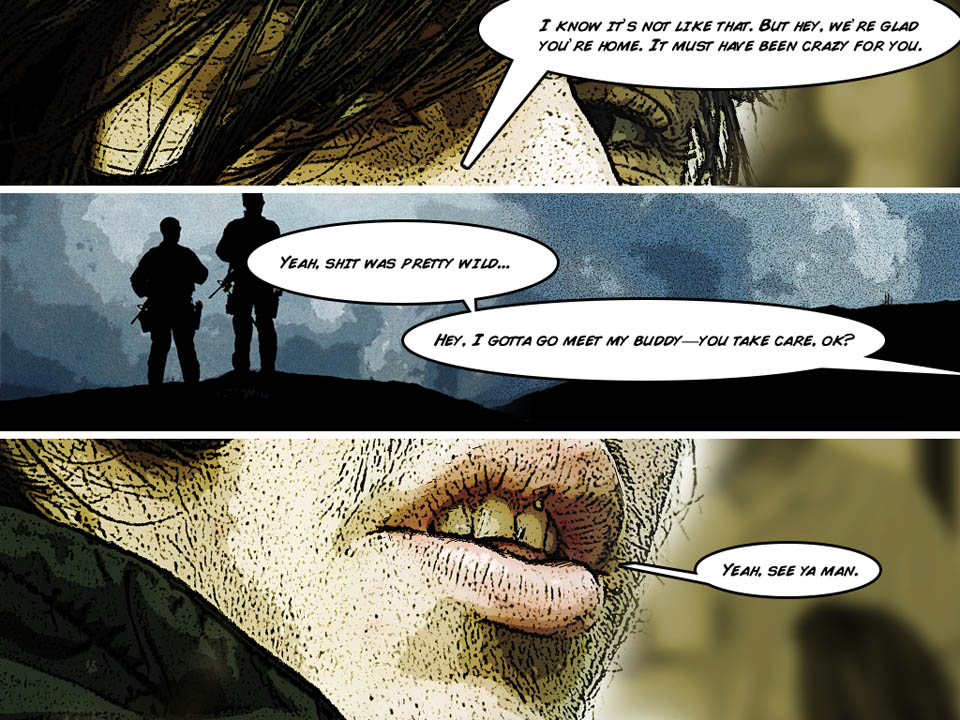 I KNOW IT'S NOT LIKE THAT. BUT HEY, WE'RE GLAD
YOU'RE HOME. IT MUST HAVE BEEN CRAZY FOR YOU.
YEAH, SHIT WAS PRETTY WILD...
HEY, I GOTTA GO MEET MY BUDDY—YOU TAKE CARE, OK?
YEAH, SEE YA MAN.